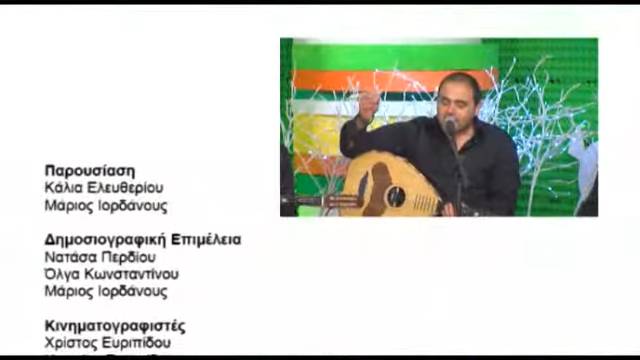 Παρουσίαση
Κάλια Ελευθερίου
Μάριος Ιορδάνους
Δημοσιογραφική Επιμέλεια
Νατάσα Περδίου
Όλγα Κωνσταντίνου
Μάριος Ιορδάνους
Κινηματογραφιστές
Χρίστος Ευριπίδου